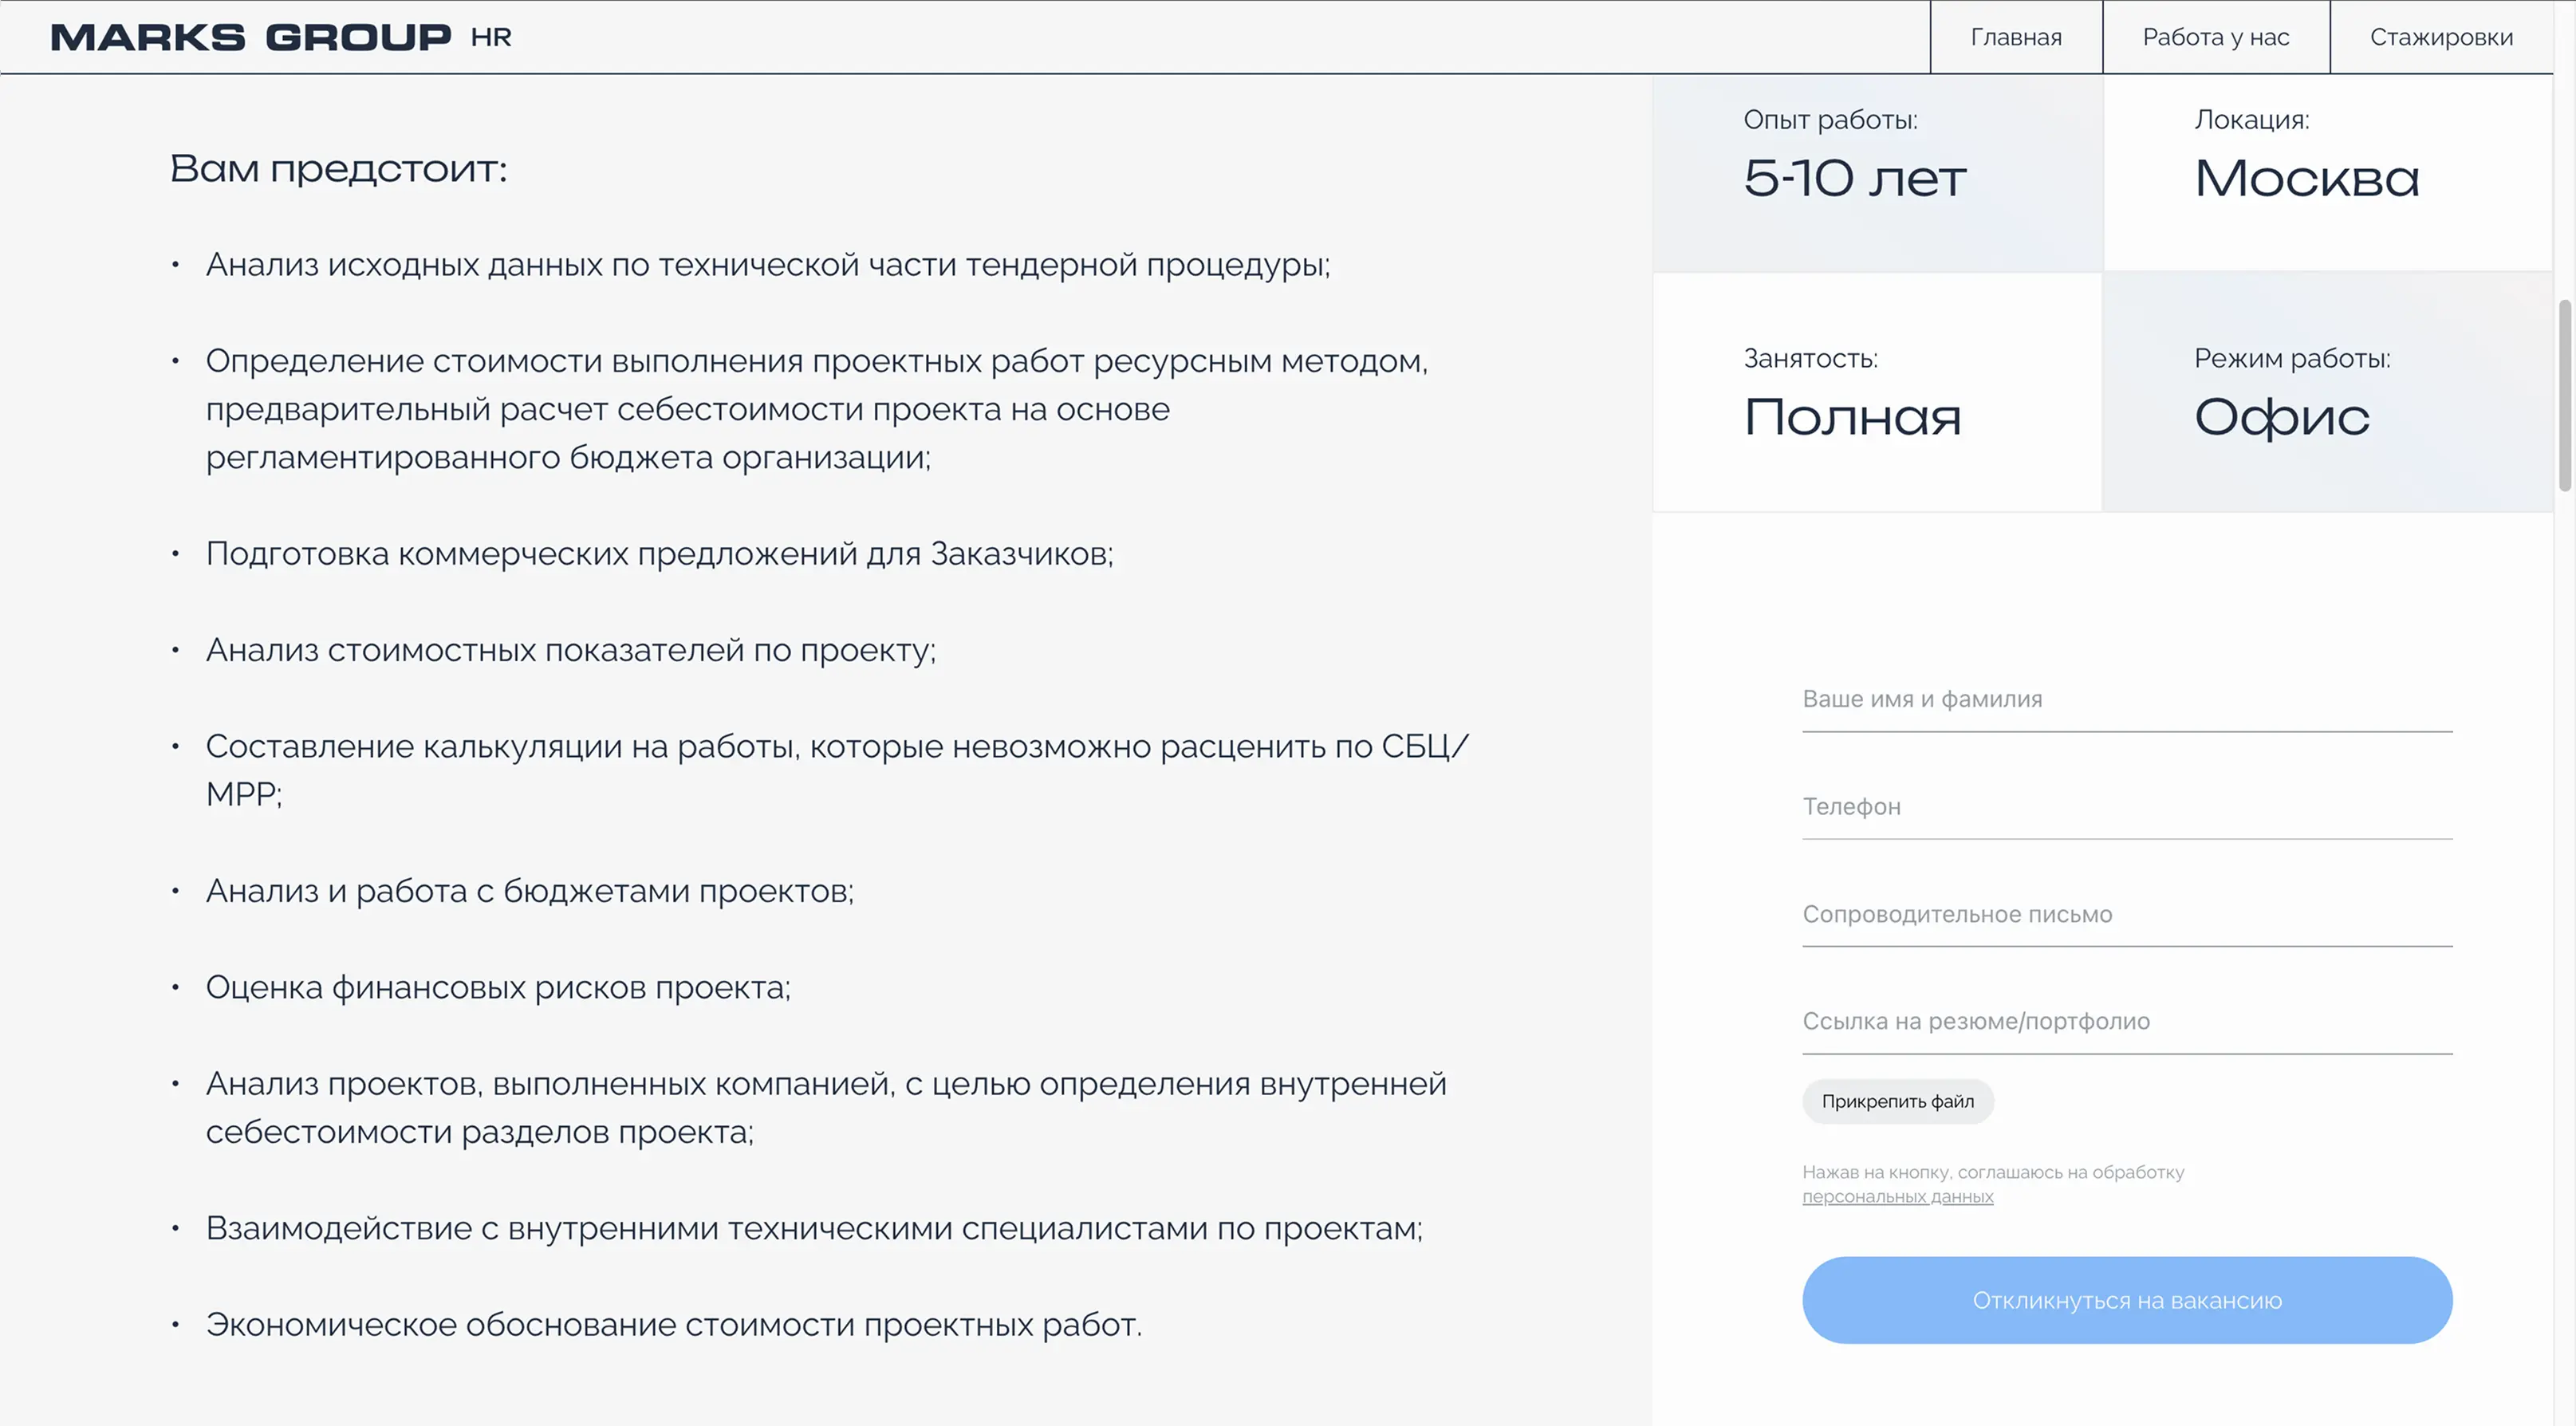 MARKS GROUP HR
Главная
Работа у нас
Стажировки
Вам предстоит:
• Анализ исходных данных по технической части тендерной процедуры;
• Определение стоимости выполнения проектных работ ресурсным методом,
предварительный расчет себестоимости проекта на основе
регламентированного бюджета организации;
• Подготовка коммерческих предложений для Заказчиков;
• Анализ стоимостных показателей по проекту;
• Составление калькуляции на работы, которые невозможно расценить по СБЦ/
МРР;
• Анализ и работа с бюджетами проектов;
• Оценка финансовых рисков проекта;
• Анализ проектов, выполненных компанией, с целью определения внутренней
себестоимости разделов проекта;
• Взаимодействие с внутренними техническими специалистами по проектам;
• Экономическое обоснование стоимости проектных работ.
Опыт работы:
5-10 лет
Локация:
Москва
Занятость:
Полная
Режим работы:
Офис
Ваше имя и фамилия
Телефон
Сопроводительное письмо
Ссылка на резюме/портфолио
Прикрепить файл
Нажав на кнопку, соглашаюсь на обработку
персональных данных
Откликнуться на вакансию